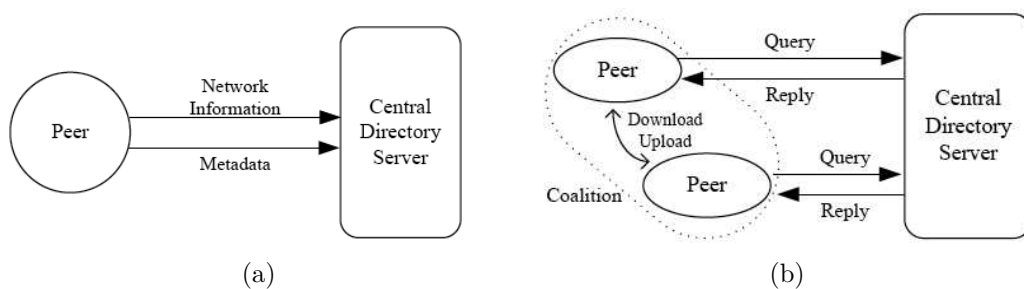 Peer
Network
Information
Metadata
Central
Directory
Server
(a)
Peer
Query
Reply
Download
Upload
Coalition
Peer
Query
Reply
Central
Directory
Server
(b)